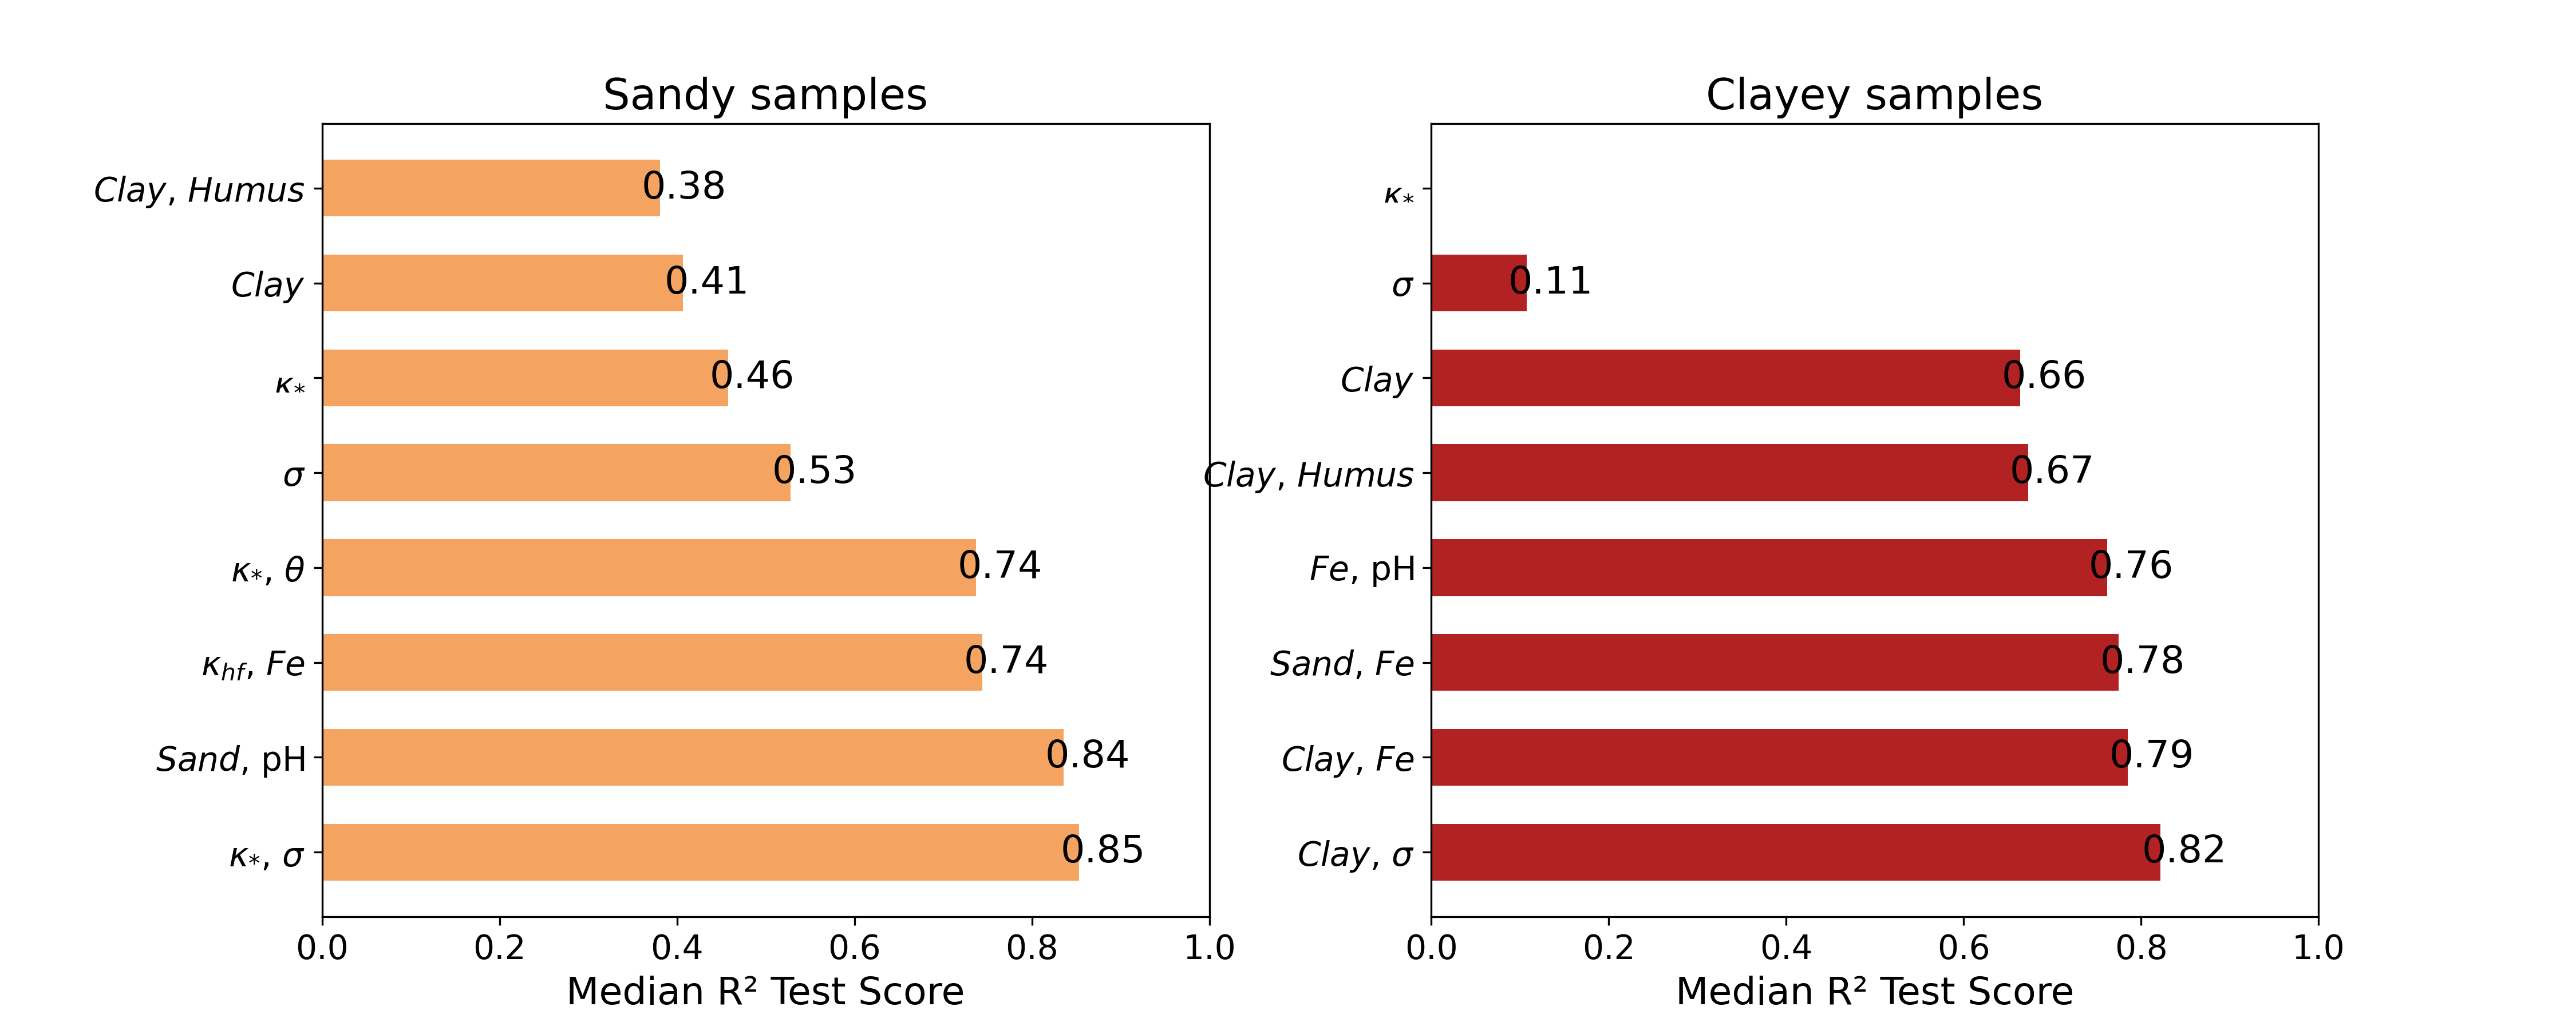 Sandy samples
Clay, Humus
0.38
Clay
0.41
κ*
0.46
σ
0.53
κ*, θ
0.74
κhf, Fe
0.74
Sand, pH
0.84
κ*, σ
0.85
0.0 0.2 0.4 0.6 0.8 1.0
Median R² Test Score
Clayey samples
κ*
σ
0.11
Clay
0.66
Clay, Humus
0.67
Fe, pH
0.76
Sand, Fe
0.78
Clay, Fe
0.79
Clay, σ
0.82
0.0 0.2 0.4 0.6 0.8 1.0
Median R² Test Score